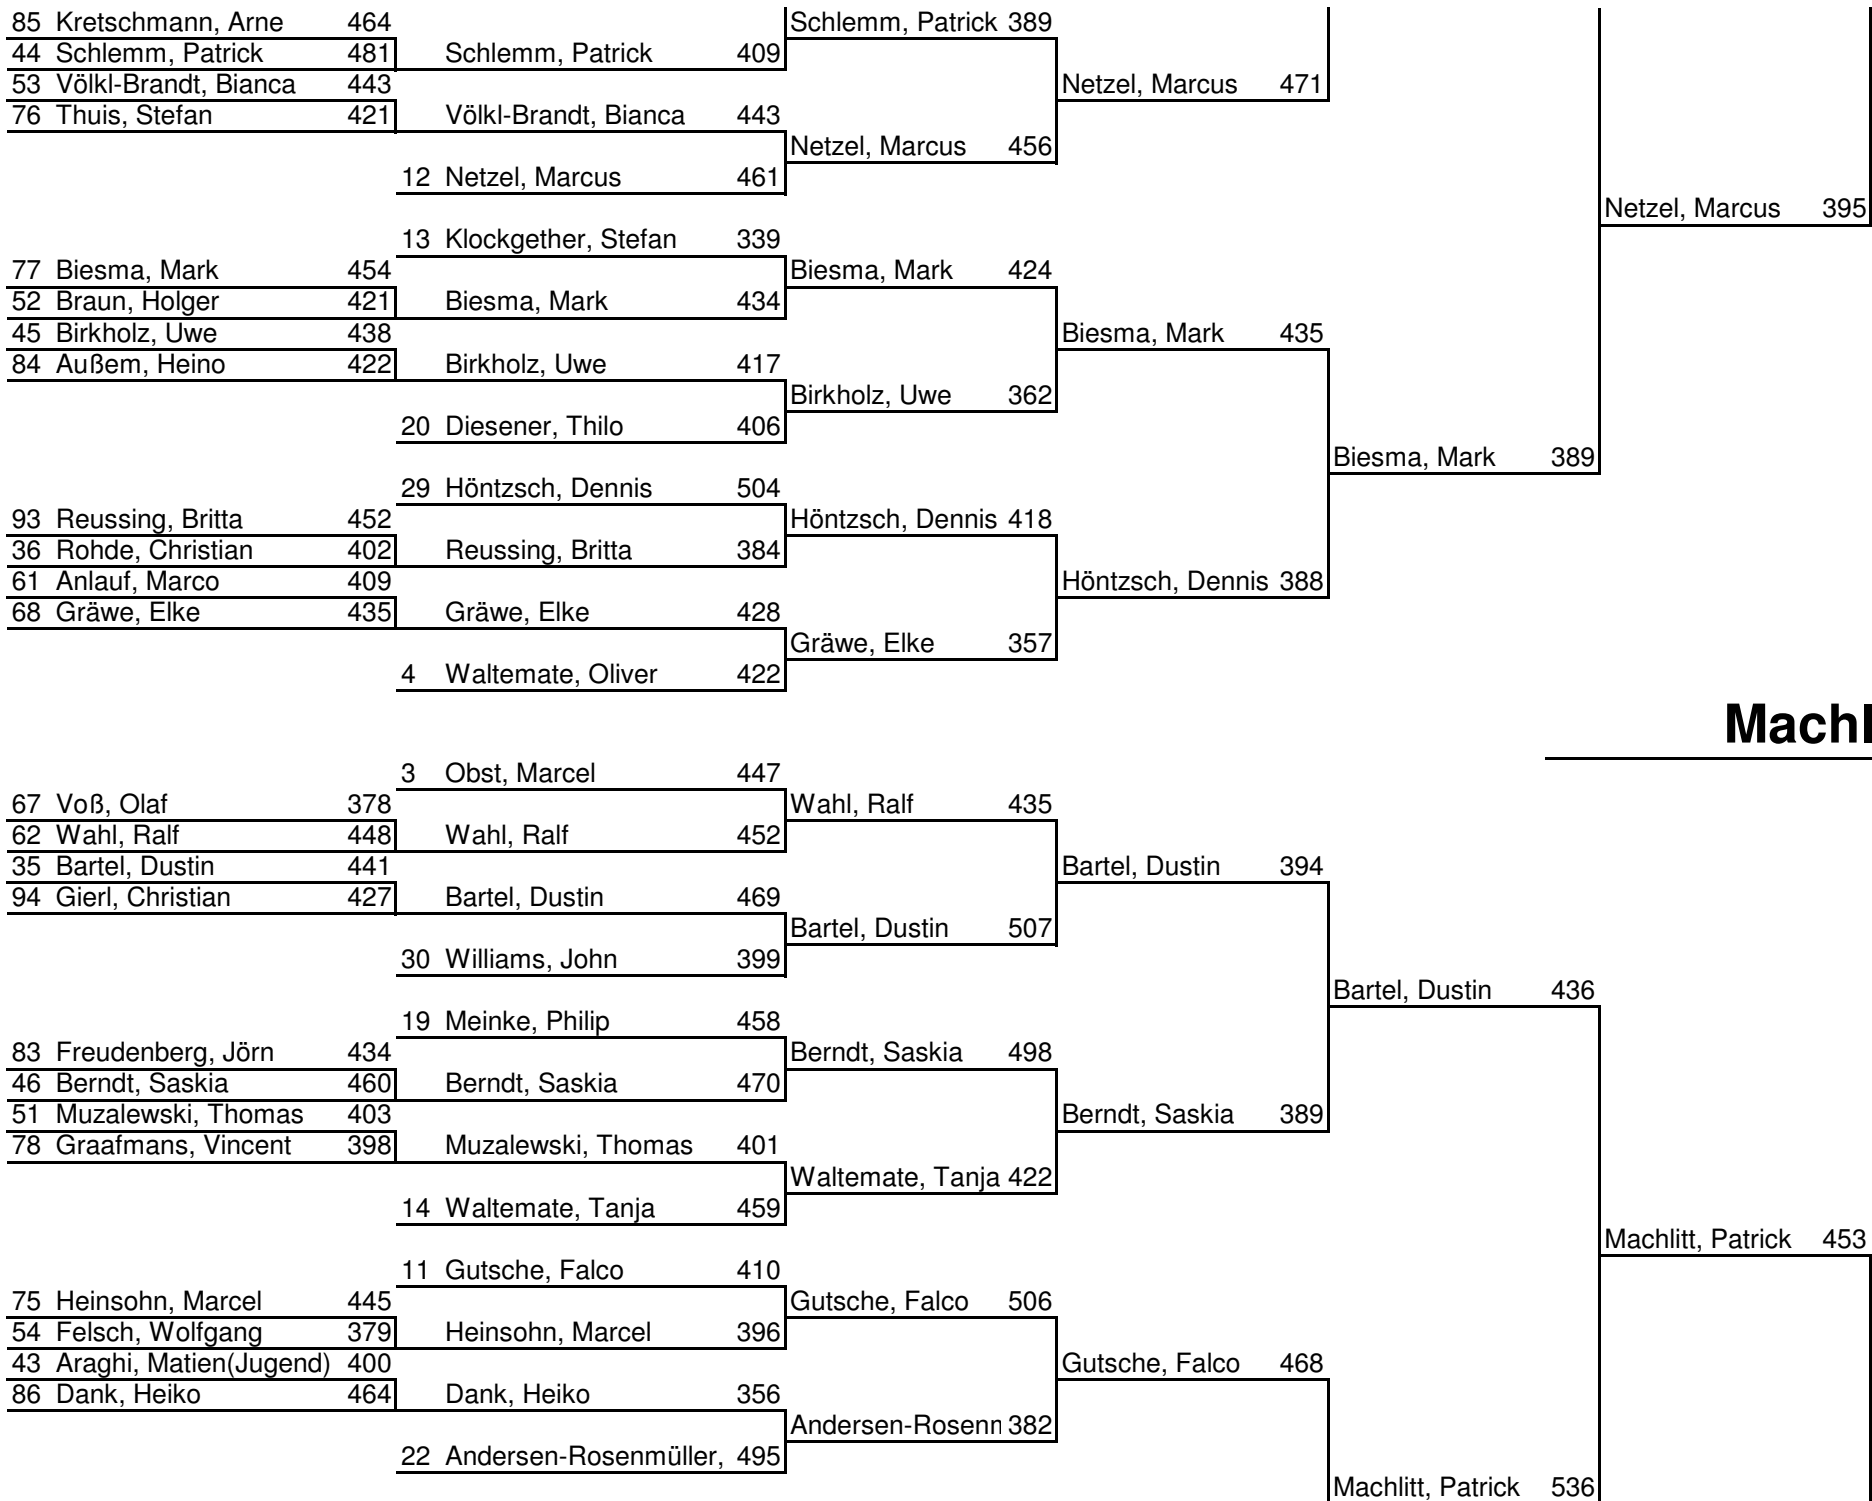 85 Kretschmann, Arne 464 Schlemm, Patrick 389
44 Schlemm, Patrick 481 Schlemm, Patrick 409
53 Völkl-Brandt, Bianca 443 Netzel, Marcus 471
76 Thuis, Stefan 421 Völkl-Brandt, Bianca 443
Netzel, Marcus 456
12 Netzel, Marcus 461
Netzel, Marcus 395
13 Klockgether, Stefan 339
77 Biesma, Mark 454 Biesma, Mark 424
52 Braun, Holger 421 Biesma, Mark 434
45 Birkholz, Uwe 438 Biesma, Mark 435
84 Außem, Heino 422 Birkholz, Uwe 417
Birkholz, Uwe 362
20 Diesener, Thilo 406
Biesma, Mark 389
29 Höntzsch, Dennis 504
93 Reussing, Britta 452 Höntzsch, Dennis 418
36 Rohde, Christian 402 Reussing, Britta 384
61 Anlauf, Marco 409 Höntzsch, Dennis 388
68 Gräwe, Elke 435 Gräwe, Elke 428
Gräwe, Elke 357
4 Waltemate, Oliver 422
Machl
3 Obst, Marcel 447
67 Voß, Olaf 378 Wahl, Ralf 435
62 Wahl, Ralf 448 Wahl, Ralf 452
35 Bartel, Dustin 441 Bartel, Dustin 394
94 Gierl, Christian 427 Bartel, Dustin 469
Bartel, Dustin 507
30 Williams, John 399
Bartel, Dustin 436
19 Meinke, Philip 458
83 Freudenberg, Jörn 434 Berndt, Saskia 498
46 Berndt, Saskia 460 Berndt, Saskia 470
51 Muzalewski, Thomas 403 Berndt, Saskia 389
78 Graafmans, Vincent 398 Muzalewski, Thomas 401
Waltemate, Tanja 422
14 Waltemate, Tanja 459
Machlitt, Patrick 453
11 Gutsche, Falco 410
75 Heinsohn, Marcel 445 Gutsche, Falco 506
54 Felsch, Wolfgang 379 Heinsohn, Marcel 396
43 Araghi, Matien(Jugend) 400 Gutsche, Falco 468
86 Dank, Heiko 464 Dank, Heiko 356
Andersen-Rosenn 382
22 Andersen-Rosenmüller, 495
Machlitt, Patrick 536